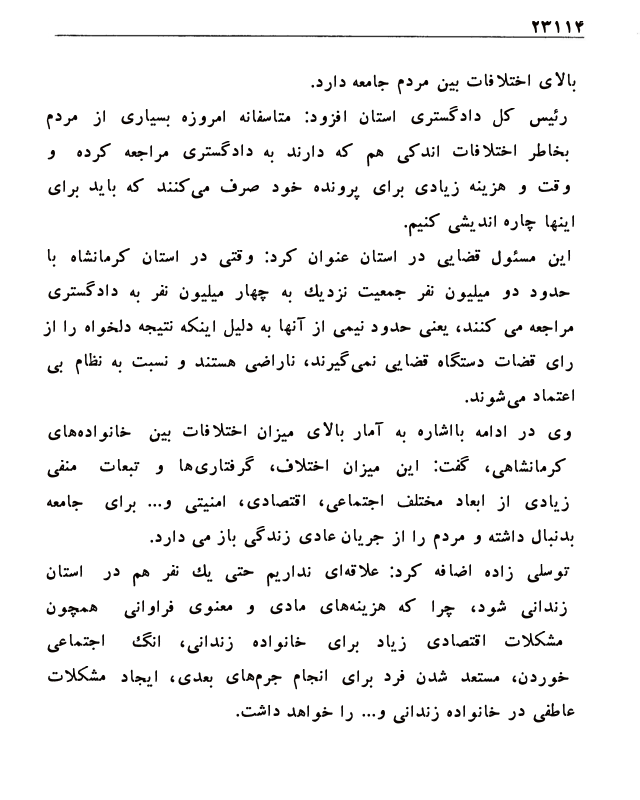 ۲۳۱۱۴
بالای اختلافات بین مردم جامعه دارد.
رئیس کل دادگستری استان افزود: متاسفانه امروزه بسیاری از مردم
بخاطر اختلافات اندکی هم که دارند به دادگستری مراجعه کرده و
وقت و هزینه زیادی برای پرونده خود صرف می‌کنند که باید برای
اینها چاره اندیشی کنیم.
این مسئول قضایی در استان عنوان کرد: وقتی در استان کرمانشاه با
حدود دو میلیون نفر جمعیت نزدیك به چهار میلیون نفر به دادگستری
مراجعه می کنند، یعنی حدود نیمی از آنها به دلیل اینکه نتیجه دلخواه را از
رای قضات دستگاه قضایی نمی‌گیرند، ناراضی هستند و نسبت به نظام بی
اعتماد می‌شوند.
وی در ادامه بااشاره به آمار بالای میزان اختلافات بین خانواده‌های
کرمانشاهی، گفت: این میزان اختلاف، گرفتاری‌ها و تبعات منفی
زیادی از ابعاد مختلف اجتماعی، اقتصادی، امنیتی و... برای جامعه
بدنبال داشته و مردم را از جریان عادی زندگی باز می دارد.
توسلی زاده اضافه کرد: علاقه‌ای نداریم حتی یك نفر هم در استان
زندانی شود، چرا که هزینه‌های مادی و معنوی فراوانی همچون
مشکلات اقتصادی زیاد برای خانواده زندانی، انگ اجتماعی
خوردن، مستعد شدن فرد برای انجام جرم‌های بعدی، ایجاد مشکلات
عاطفی در خانواده زندانی و... را خواهد داشت.